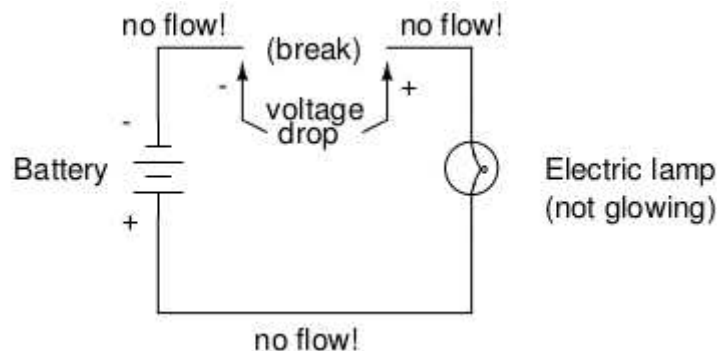 no flow!
no flow!
(break)
-
+
voltage
drop
-
Battery
+
Electric lamp
(not glowing)
no flow!